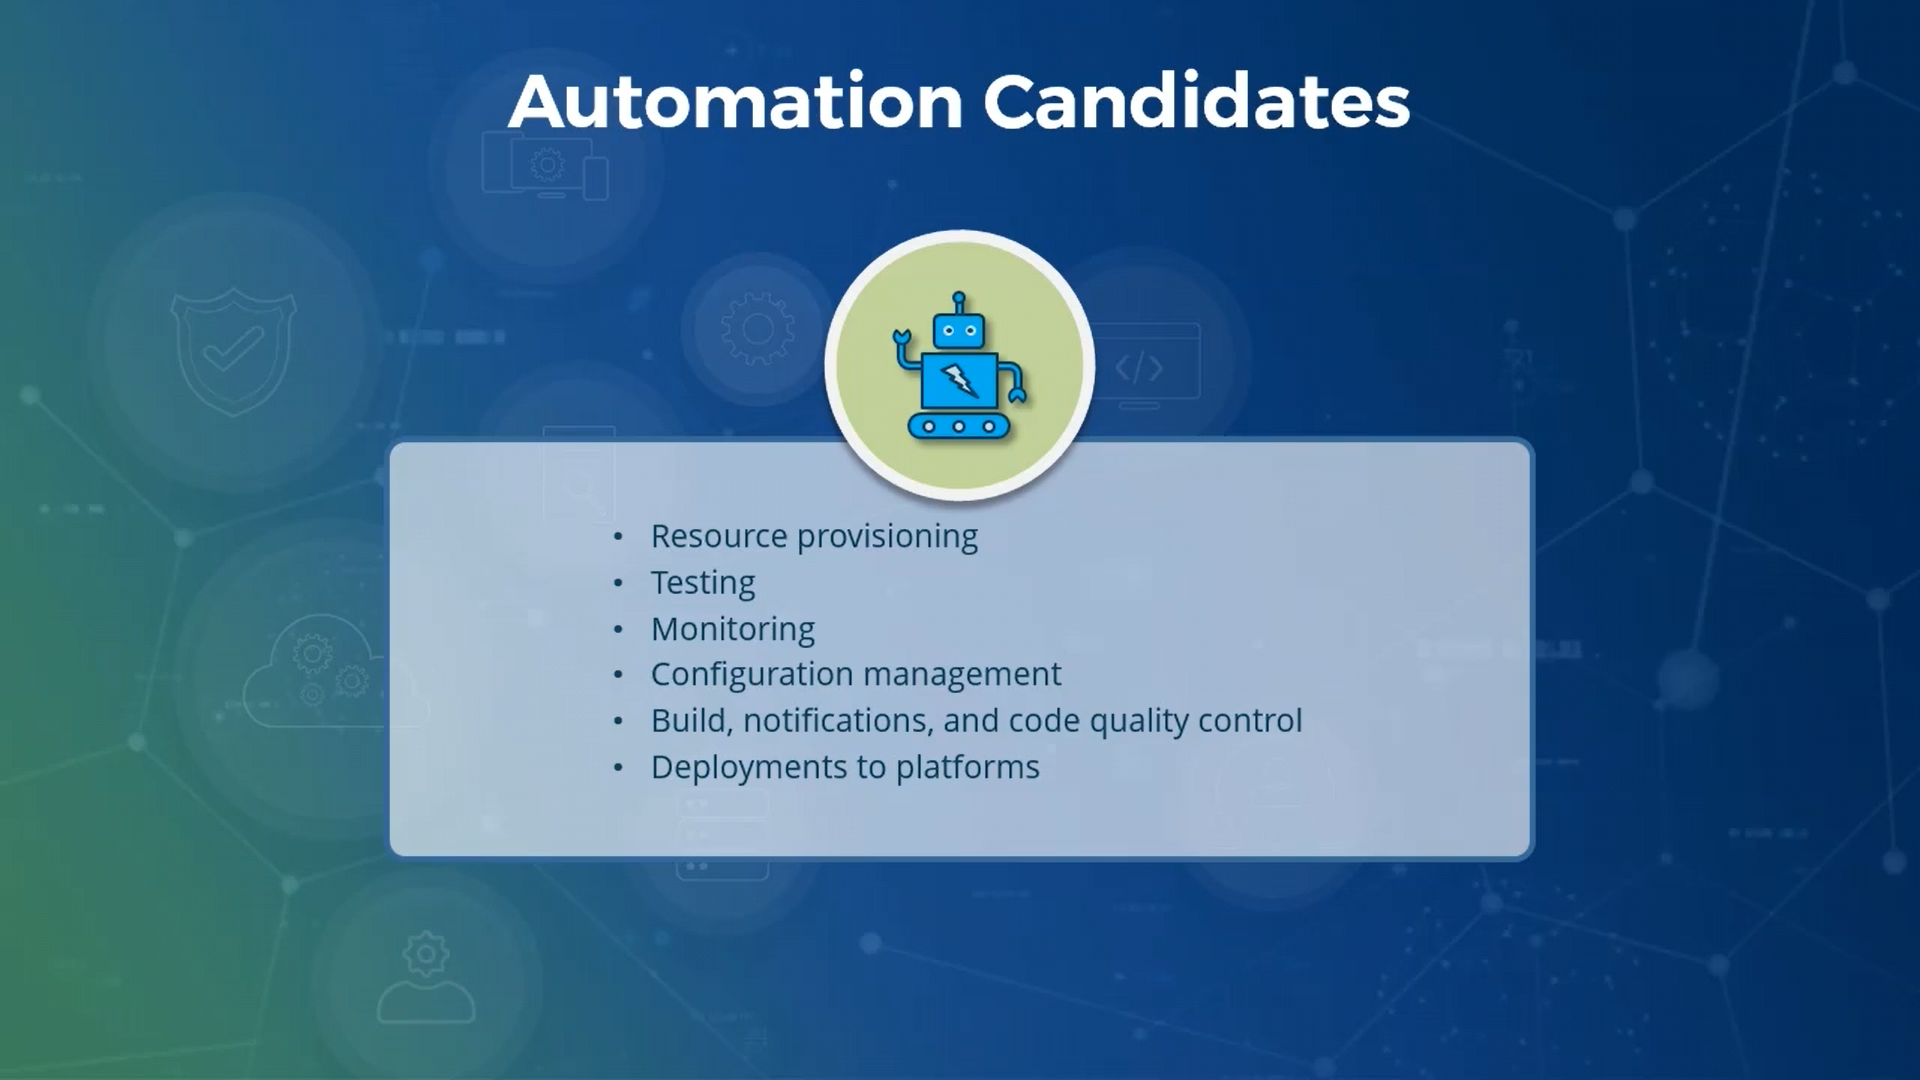 Automation Candidates
</>
• Resource provisioning
• Testing
• Monitoring
• Configuration management
• Build, notifications, and code quality control
• Deployments to platforms